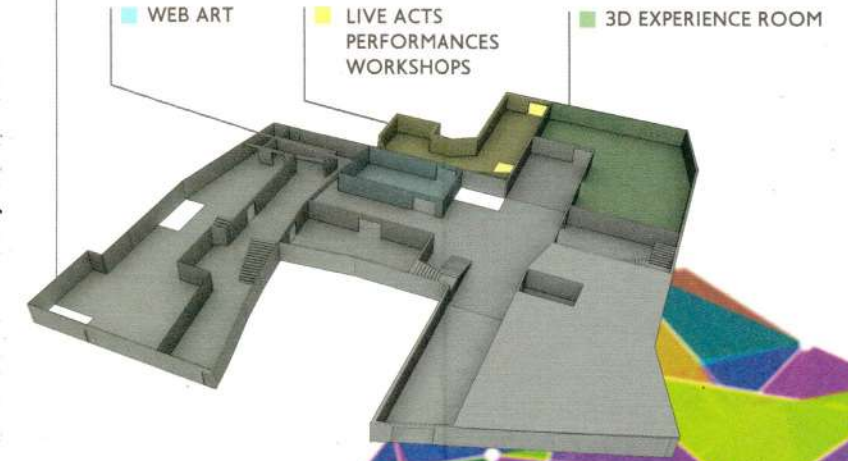 WEB ART
LIVE ACTS
PERFORMANCES
WORKSHOPS
3D EXPERIENCE ROOM